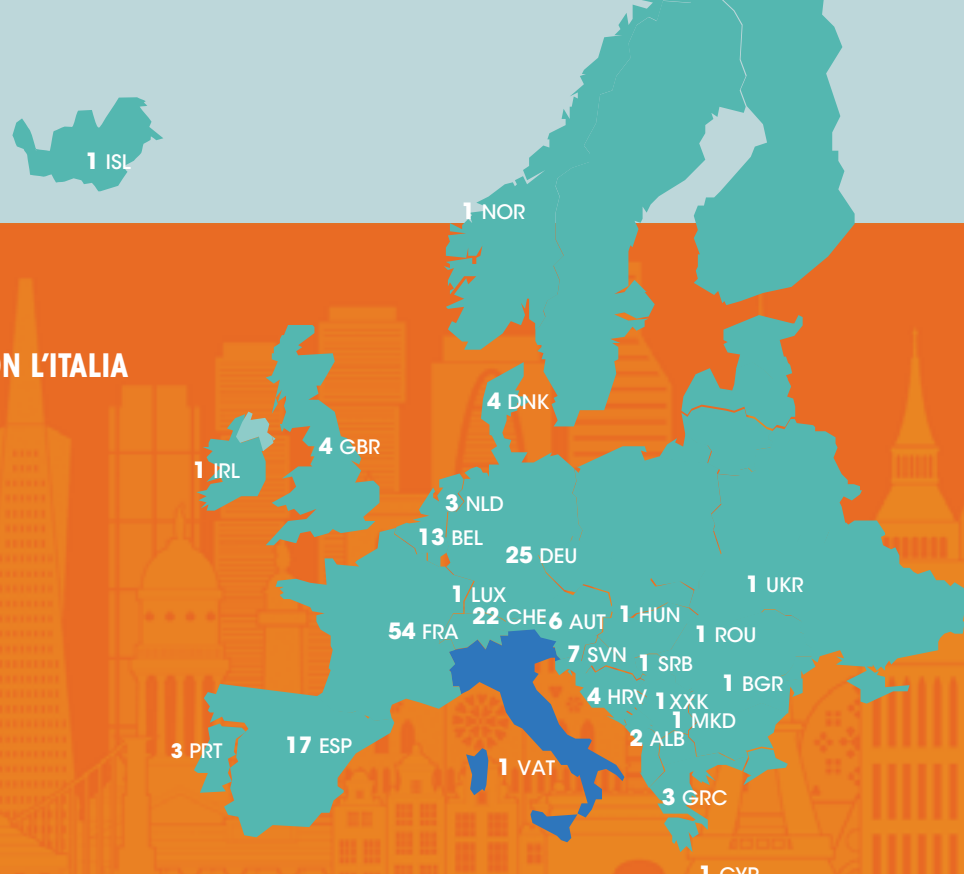 1 ISL
1 NOR
N L'ITALIA
4 DNK
4 GBR
1 IRL
3 NLD
13 BEL
25 DEU
1 UKR
1 LUX
22 CHE
6 AUT
1 HUN
54 FRA
1 ROU
7 SVN
1 SRB
1 BGR
4 HRV
1 XXK
1 MKD
2 ALB
17 ESP
3 PRT
1 VAT
3 GRC
1 CYP